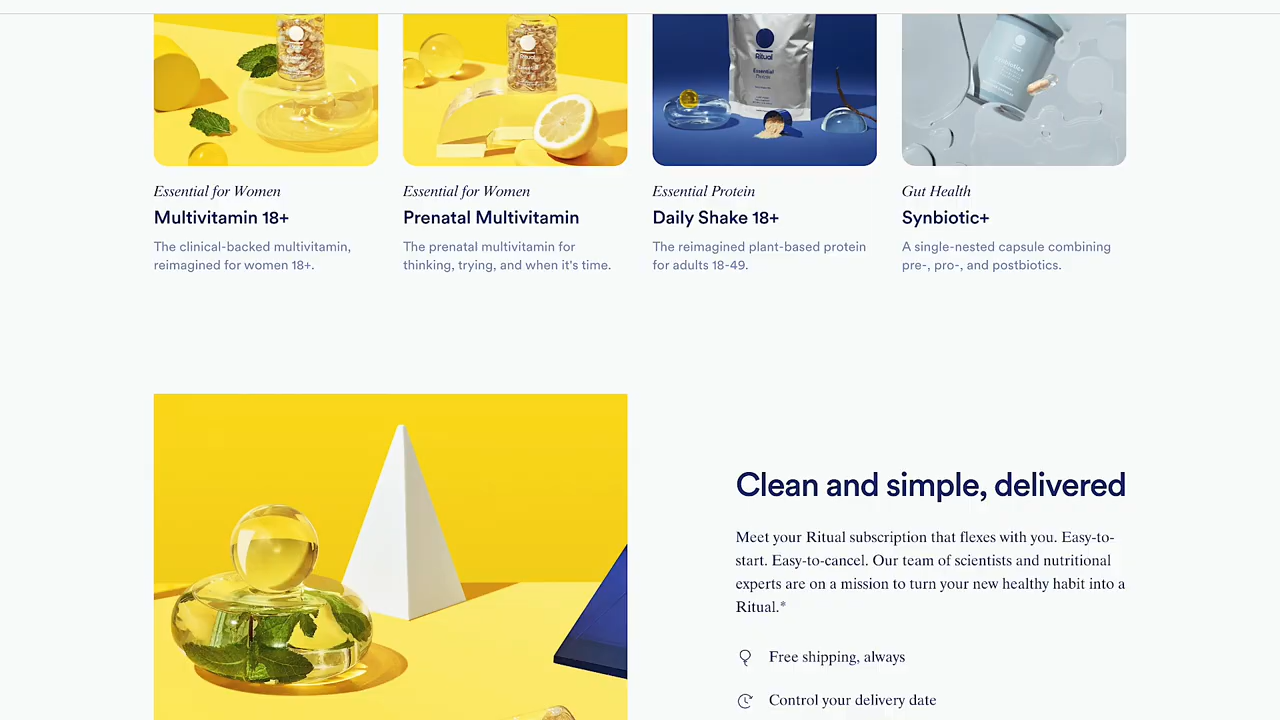 Ritual
Essential
Protein
Synbiotic+
Essential for Women
Multivitamin 18+
The clinical-backed multivitamin,
reimagined for women 18+.
Essential for Women
Prenatal Multivitamin
The prenatal multivitamin for
thinking, trying, and when it's time.
Essential Protein
Daily Shake 18+
The reimagined plant-based protein
for adults 18-49.
Gut Health
Synbiotic+
A single-nested capsule combining
pre-, pro-, and postbiotics.
Clean and simple, delivered
Meet your Ritual subscription that flexes with you. Easy-to-
start. Easy-to-cancel. Our team of scientists and nutritional
experts are on a mission to turn your new healthy habit into a
Ritual.*
Free shipping, always
Control your delivery date